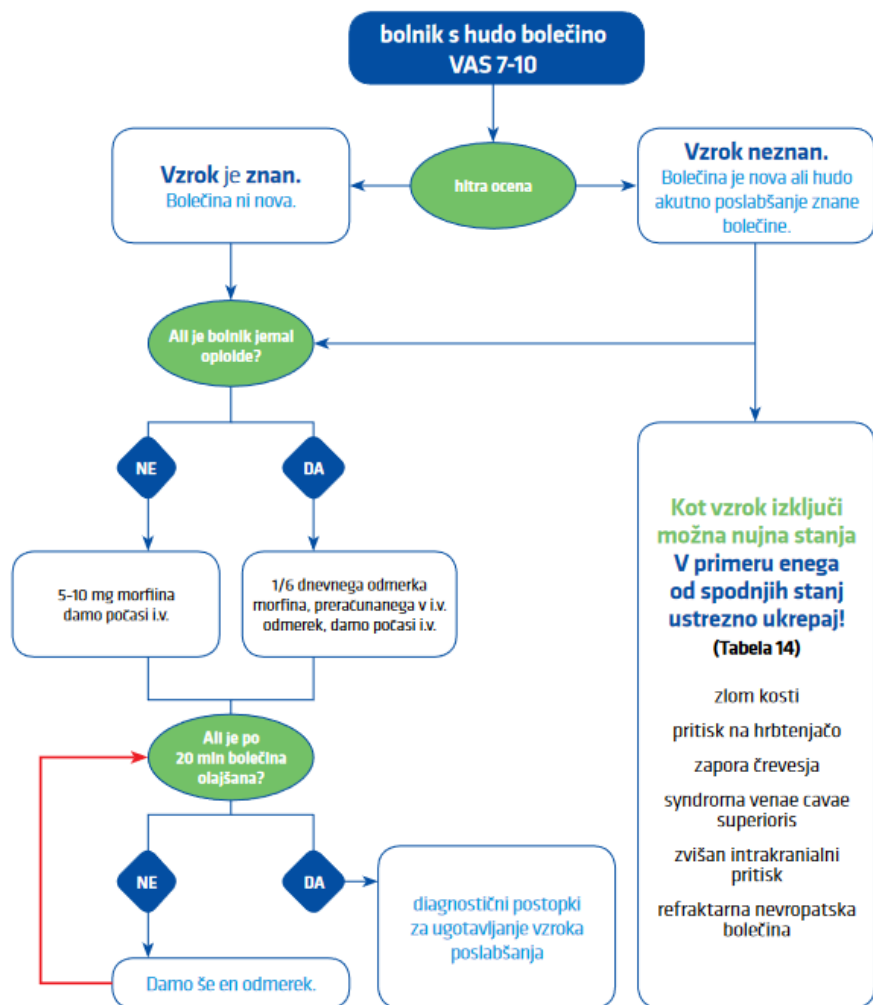 bolnik s hudo bolečino
VAS 7-10
Vzrok je znan.
Bolečina ni nova.
hitra ocena
Vzrok neznan.
Bolečina je nova ali hudo
akutno poslabšanje znane
bolečine.
Ali je bolnik jemal
opioide?
NE
DA
5-10 mg morfiina
damo počasi i.v.
1/6 dnevnega odmerka
morfina, preračunanega v i.v.
odmerek, damo počasi i.v.
Kot vzrok izključi
možna nujna stanja
V primeru enega
od spodnjih stanj
ustrezno ukrepaj!
(Tabela 14)
zlom kosti
pritisk na hrbtenjačo
zapora črevesja
syndroma venae cavae
superioris
zvišan intrakranialni
pritisk
refraktarna nevropatska
bolečina
Ali je po
20 min bolečina
olajšana?
NE
DA
diagnostični postopki
za ugotavljanje vzroka
poslabšanja
Damo še en odmerek.